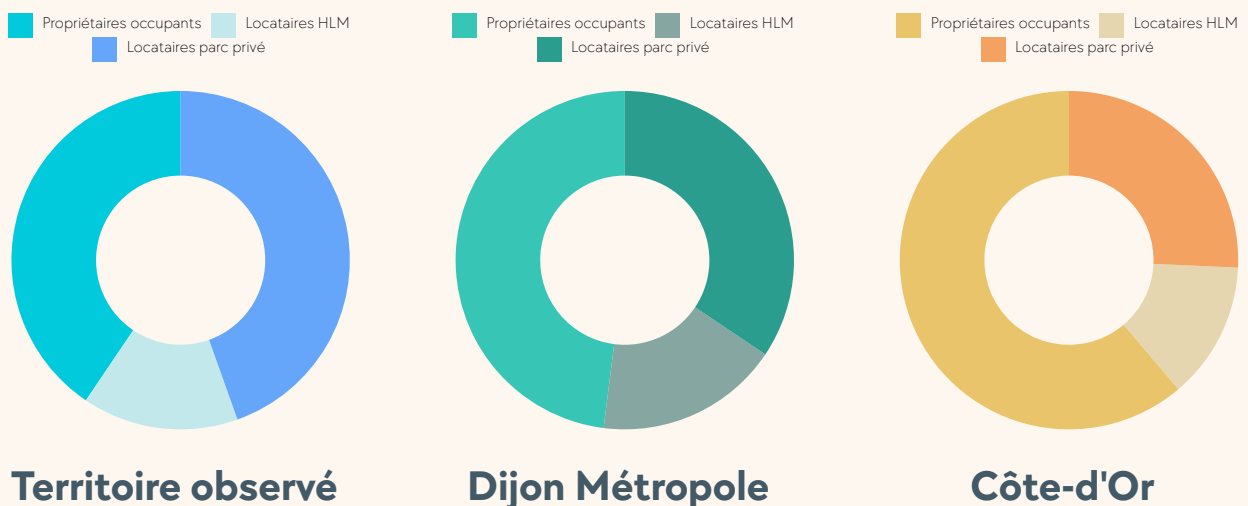 Propriétaires occupants Locataires HLM
Locataires parc privé
Propriétaires occupants Locataires HLM
Locataires parc privé
Propriétaires occupants Locataires HLM
Locataires parc privé
Territoire observé
Dijon Métropole
Côte-d'Or